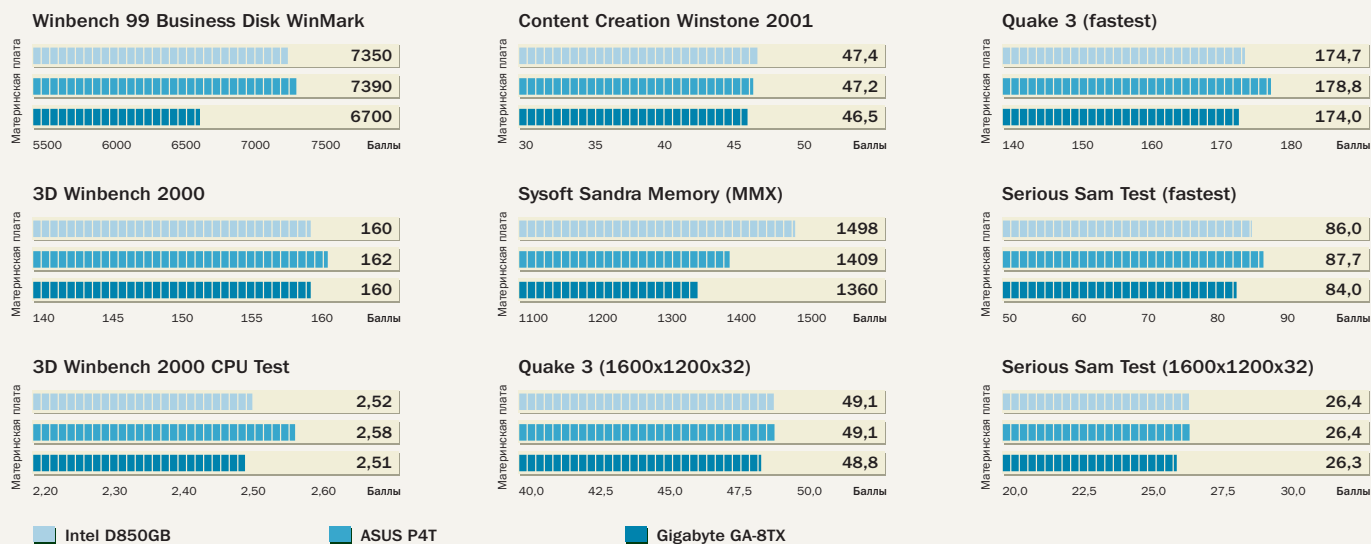 Winbench 99 Business Disk WinMark
Материнская плата
7350
7390
6700
5500 6000 6500 7000 7500 Баллы
Content Creation Winstone 2001
Материнская плата
47,4
47,2
46,5
30 35 40 45 50 Баллы
Quake 3 (fastest)
Материнская плата
174,7
178,8
174,0
140 150 160 170 180 Баллы
3D Winbench 2000
Материнская плата
160
162
160
140 145 150 155 160 Баллы
Sysoft Sandra Memory (MMX)
Материнская плата
1498
1409
1360
1100 1200 1300 1400 1500 Баллы
Serious Sam Test (fastest)
Материнская плата
86,0
87,7
84,0
50 60 70 80 90 Баллы
3D Winbench 2000 CPU Test
Материнская плата
2,52
2,58
2,51
2,20 2,30 2,40 2,50 2,60 Баллы
Quake 3 (1600x1200x32)
Материнская плата
49,1
49,1
48,8
40,0 42,5 45,0 47,5 50,0 Баллы
Serious Sam Test (1600x1200x32)
Материнская плата
26,4
26,4
26,3
20,0 22,5 25,0 27,5 30,0 Баллы
Intel D850GB ASUS P4T Gigabyte GA-8TX